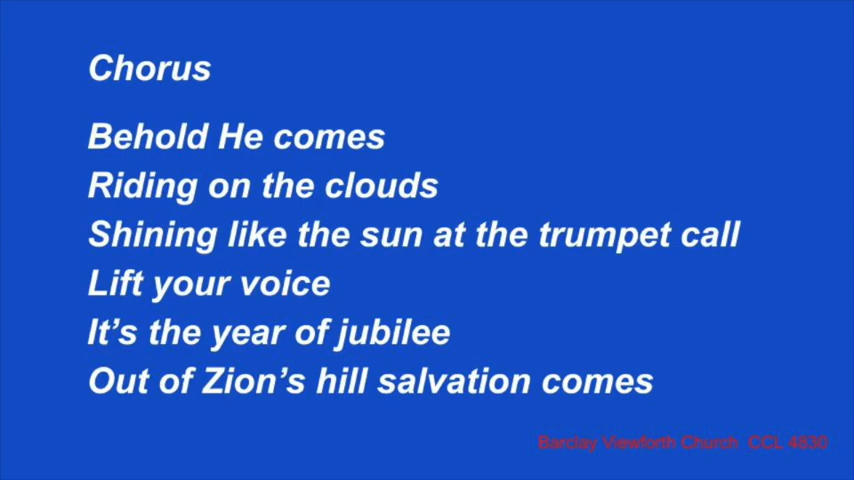 Chorus
Behold He comes
Riding on the clouds
Shining like the sun at the trumpet call
Lift your voice
It's the year of jubilee
Out of Zion's hill salvation comes
Barclay Viewforth Church CCL 4830